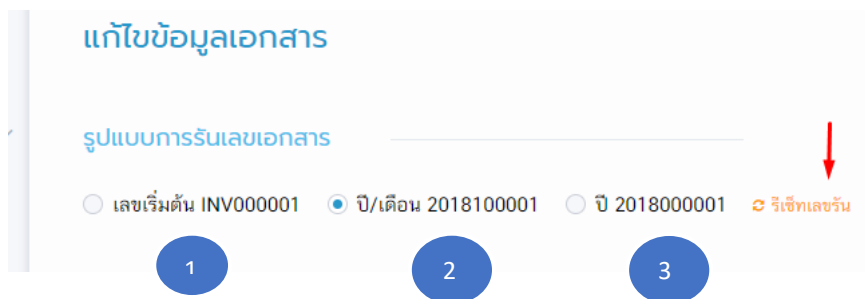 แก้ไขข้อมูลเอกสาร
รูปแบบการรันเลขเอกสาร
เลขเริ่มต้น INV000001 ปี/เดือน 2018100001 ปี 2018000001 รีเซ็ทเลขรัน
1 2 3